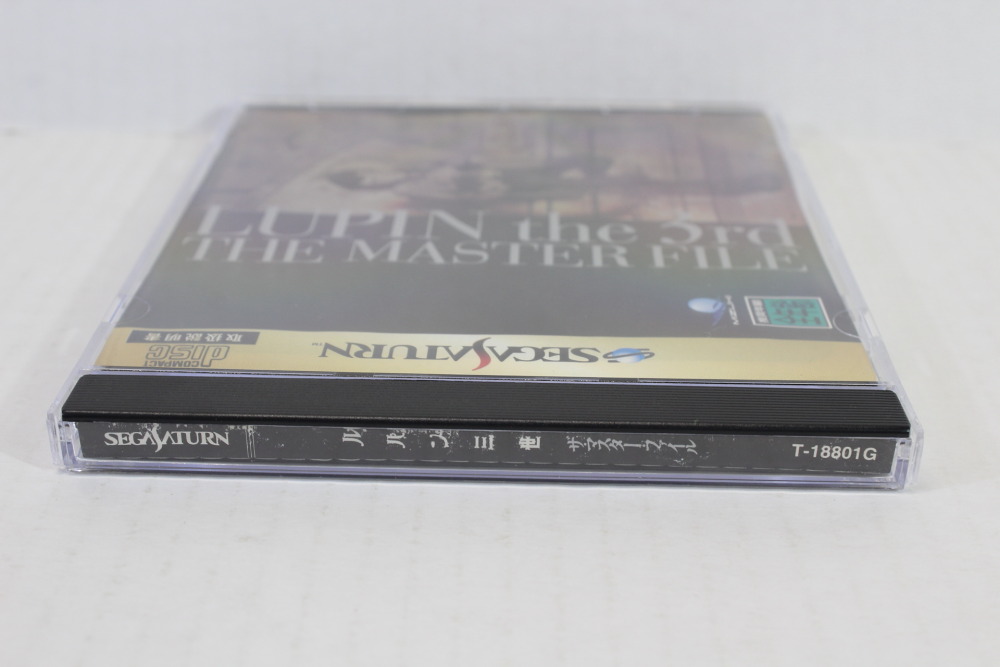 LUPIN the 3rd
THE MASTER FILE
取扱説明書
COMPACT
disc
SEGASATURN™
SEGASATURN ルパン三世 ザ・マスター・ファイル T-18801G